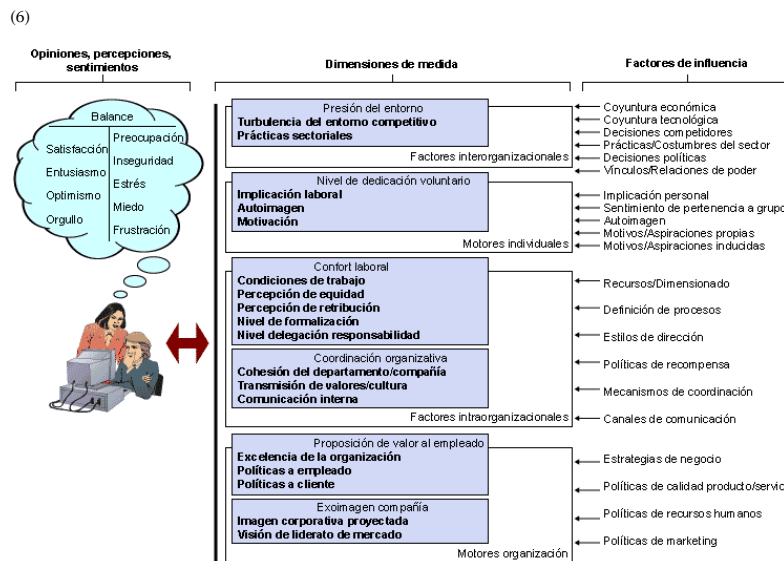 (6)
Opiniones, percepciones,
sentimientos
Dimensiones de medida
Factores de influencia
Balance
Satisfacción
Entusiasmo
Optimismo
Orgullo
Preocupación
Inseguridad
Estrés
Miedo
Frustración
Presión del entorno
Turbulencia del entorno competitivo
Prácticas sectoriales
Factores interorganizacionales
Nivel de dedicación voluntario
Implicación laboral
Autoimagen
Motivación
Motores individuales
Confort laboral
Condiciones de trabajo
Percepción de equidad
Percepción de retribución
Nivel de formalización
Nivel delegación responsabilidad
Coordinación organizativa
Cohesión del departamento/compañía
Transmisión de valores/cultura
Comunicación interna
Factores intraorganizacionales
Proposición de valor al empleado
Excelencia de la organización
Políticas a empleado
Políticas a cliente
Exoimagen compañía
Imagen corporativa proyectada
Visión de liderato de mercado
Motores organización
Coyuntura económica
Coyuntura tecnológica
Decisiones competidores
Prácticas/Costumbres del sector
Decisiones políticas
Vínculos/Relaciones de poder
Implicación personal
Sentimiento de pertenencia a grupo
Autoimagen
Motivos/Aspiraciones propias
Motivos/Aspiraciones inducidas
Recursos/Dimensionado
Definición de procesos
Estilos de dirección
Políticas de recompensa
Mecanismos de coordinación
Canales de comunicación
Estrategias de negocio
Políticas de calidad producto/servic
Políticas de recursos humanos
Políticas de marketing